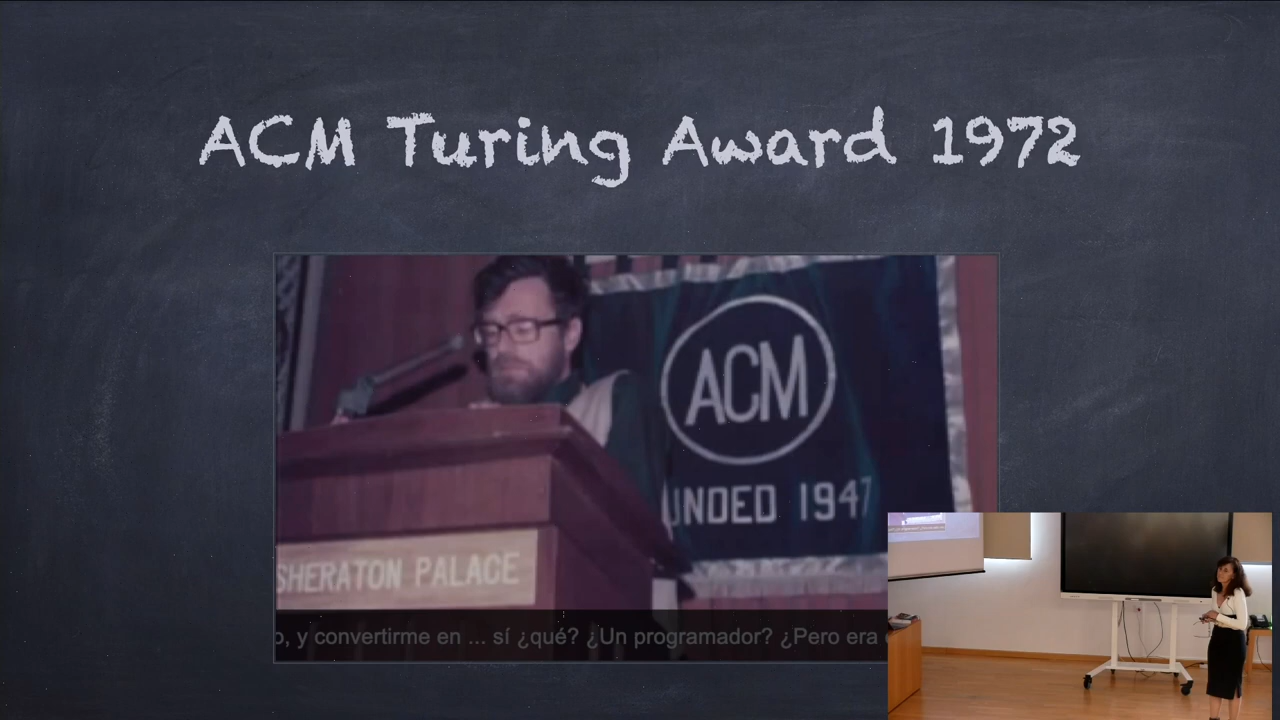 ACM Turing Award 1972
ACM
UNDED 1947
SHERATON PALACE
o, y convertirme en ... sí ¿qué? ¿Un programador? ¿Pero era